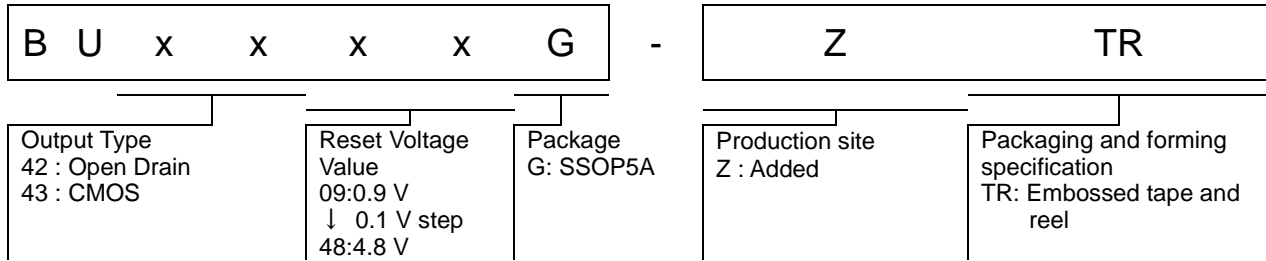 B U x x x x G - Z TR
Output Type
42 : Open Drain
43 : CMOS
Reset Voltage
Value
09:0.9 V
↓ 0.1 V step
48:4.8 V
Package
G: SSOP5A
Production site
Z : Added
Packaging and forming
specification
TR: Embossed tape and
reel